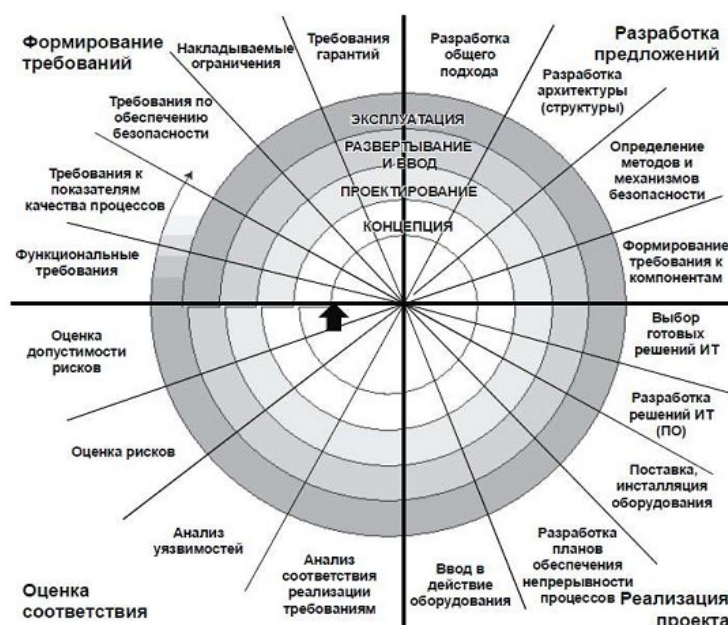 Формирование
требований
Накладываемые
ограничения
Требования
гарантий
Разработка
общего
подхода
Разработка
предложений
Разработка
архитектуры
(структуры)
Требования по
обеспечению
безопасности
ЭКСПЛУАТАЦИЯ
РАЗВЕРТЫВАНИЕ
И ВВОД
ПРОЕКТИРОВАНИЕ
КОНЦЕПЦИЯ
Определение
методов и
механизмов
безопасности
Требования к
показателям
качества процессов
Функциональные
требования
Формирование
требования к
компонентам
Оценка
допустимости
рисков
Выбор
готовых
решений ИТ
Разработка
решений ИТ
(ПО)
Оценка рисков
Поставка,
инсталляция
оборудования
Анализ
уязвимостей
Анализ
соответствия
реализации
требованиям
Ввод в
действие
оборудования
Разработка
планов
обеспечения
непрерывности
процессов
Оценка
соответствия
Реализация
проекта